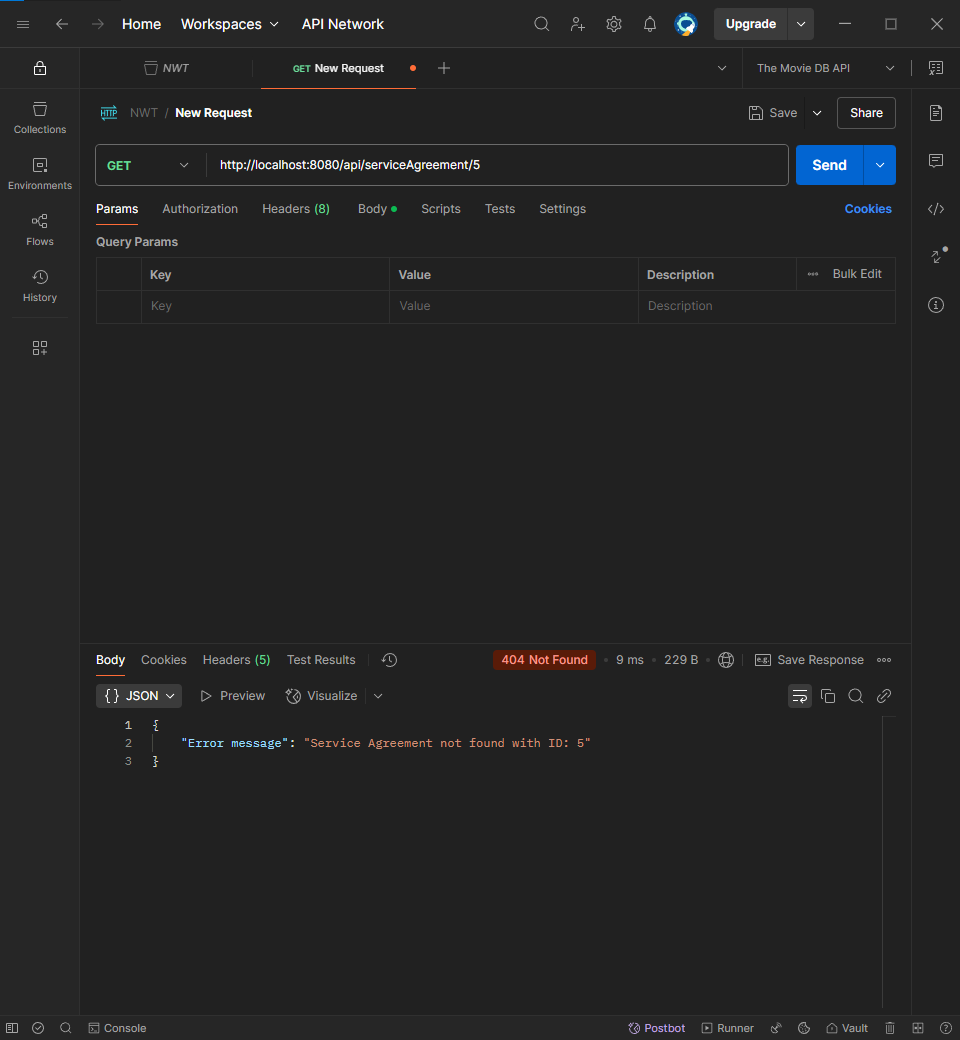 Home Workspaces API Network Upgrade
NWT GET New Request The Movie DB API
HTTP NWT / New Request Save Share
GET http://localhost:8080/api/serviceAgreement/5 Send
Params Authorization Headers (8) Body Scripts Tests Settings Cookies
Query Params
Key Value Description Bulk Edit
Key Value Description
Collections
Environments
Flows
History
Body Cookies Headers (5) Test Results 404 Not Found 9 ms 229 B e.g. Save Response
{} JSON Preview Visualize
1 {
2 "Error message": "Service Agreement not found with ID: 5"
3 }
Console Postbot Runner Vault